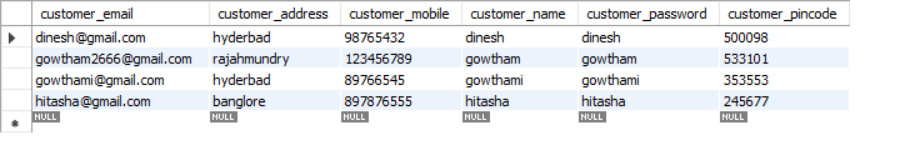 customer_email customer_address customer_mobile customer_name customer_password customer_pincode
dinesh@gmail.com hyderbad 98765432 dinesh dinesh 500098
gowtham2666@gmail.com rajahmundry 123456789 gowtham gowtham 533101
gowthami@gmail.com hyderbad 89766545 gowthami gowthami 353553
hitasha@gmail.com banglore 897876555 hitasha hitasha 245677
NULL NULL NULL NULL NULL NULL